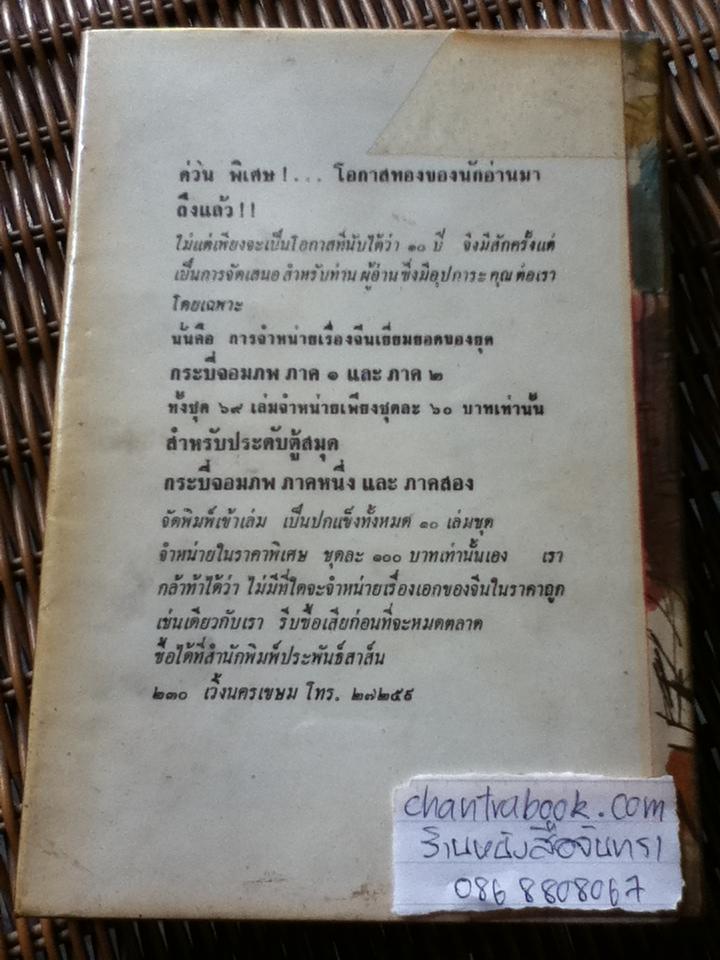 ด่วน พิเศษ !... โอกาสทองของนักอ่านมา
ถึงแล้ว ! !
ไม่แต่เพียงจะเป็นโอกาสที่นับได้ว่า ๑๐ ปี จึงมีสักครั้งแต่
เป็นการจัดเสนอ สำหรับท่าน ผู้อ่าน ซึ่งมีอุปการะ คุณ ต่อเรา
โดยเฉพาะ
นั่นคือ การจำหน่ายเรื่องจีนเยี่ยมยอดของยุค
กระบี่จอมภพ ภาค ๑ และ ภาค ๒
ทั้งชุด ๖๙ เล่มจำหน่ายเพียงชุดละ ๖๐ บาทเท่านั้น
สำหรับประดับตู้สมุด
กระบี่จอมภพ ภาคหนึ่ง และ ภาคสอง
จัดพิมพ์เข้าเล่ม เป็นปกแข็งทั้งหมด ๑๐ เล่มชุด
จำหน่ายในราคาพิเศษ ชุดละ ๑๐๐ บาทเท่านั้นเอง เรา
กล้าท้าได้ว่า ไม่มีที่ใดจะจำหน่ายเรื่องเอกของจีนในราคาถูก
เช่นเดียวกับเรา รีบซื้อเสียก่อนที่จะหมดตลาด
ซื้อได้ที่สำนักพิมพ์ประพันธ์สาส์น
๒๓๐ เวิ้งนครเขษม โทร. ๒๗๒๕๙
chantrabook.com
ร้านหนังสือจันทรา
086 8808067